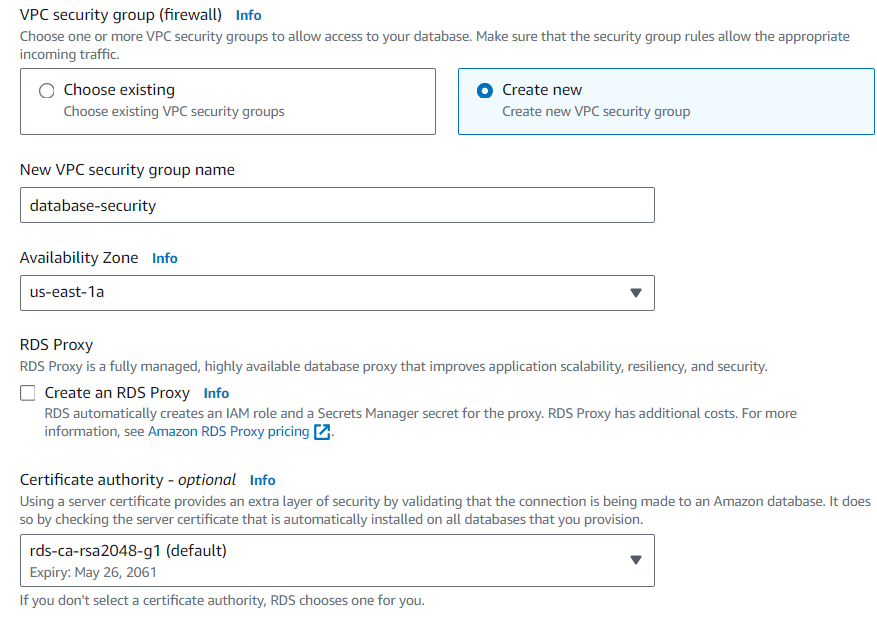 VPC security group (firewall) Info
Choose one or more VPC security groups to allow access to your database. Make sure that the security group rules allow the appropriate
incoming traffic.
Choose existing
Choose existing VPC security groups
Create new
Create new VPC security group
New VPC security group name
database-security
Availability Zone Info
us-east-1a
RDS Proxy
RDS Proxy is a fully managed, highly available database proxy that improves application scalability, resiliency, and security.
Create an RDS Proxy Info
RDS automatically creates an IAM role and a Secrets Manager secret for the proxy. RDS Proxy has additional costs. For more
information, see Amazon RDS Proxy pricing.
Certificate authority - optional Info
Using a server certificate provides an extra layer of security by validating that the connection is being made to an Amazon database. It does
so by checking the server certificate that is automatically installed on all databases that you provision.
rds-ca-rsa2048-g1 (default)
Expiry: May 26, 2061
If you don't select a certificate authority, RDS chooses one for you.